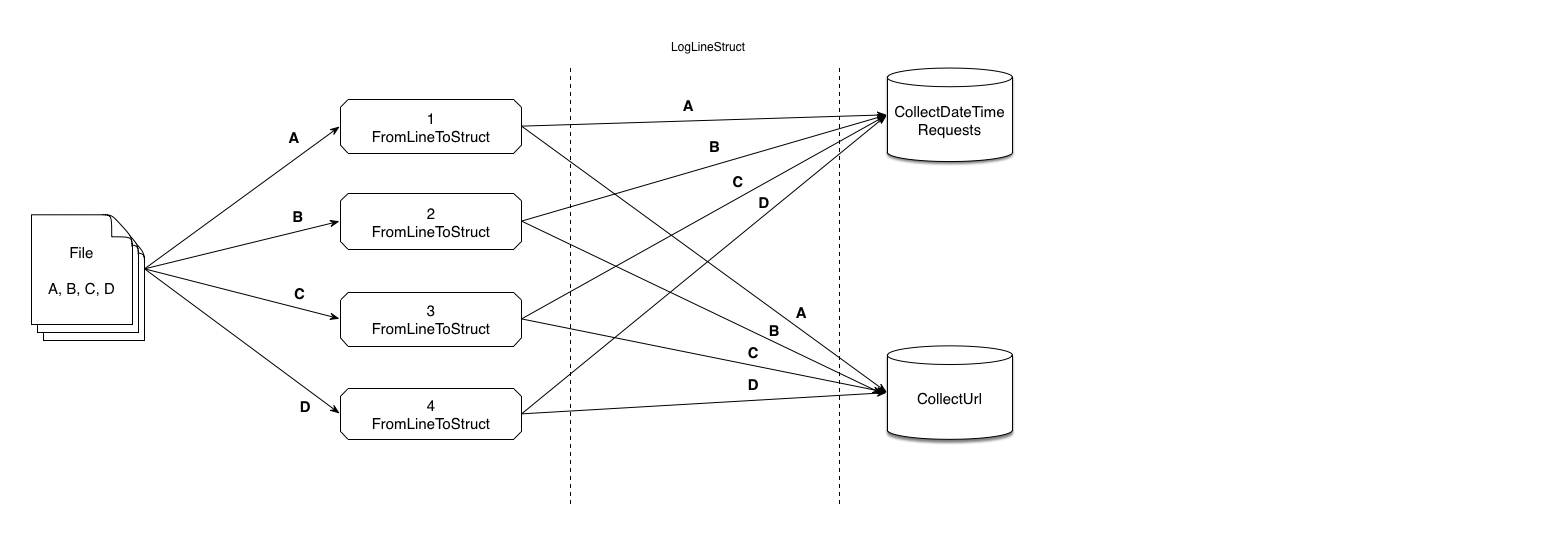 LogLineStruct
File
A, B, C, D
A
B
C
D
1
FromLineToStruct
2
FromLineToStruct
3
FromLineToStruct
4
FromLineToStruct
A
B
C
D
A
B
C
D
CollectDateTime
Requests
CollectUrl